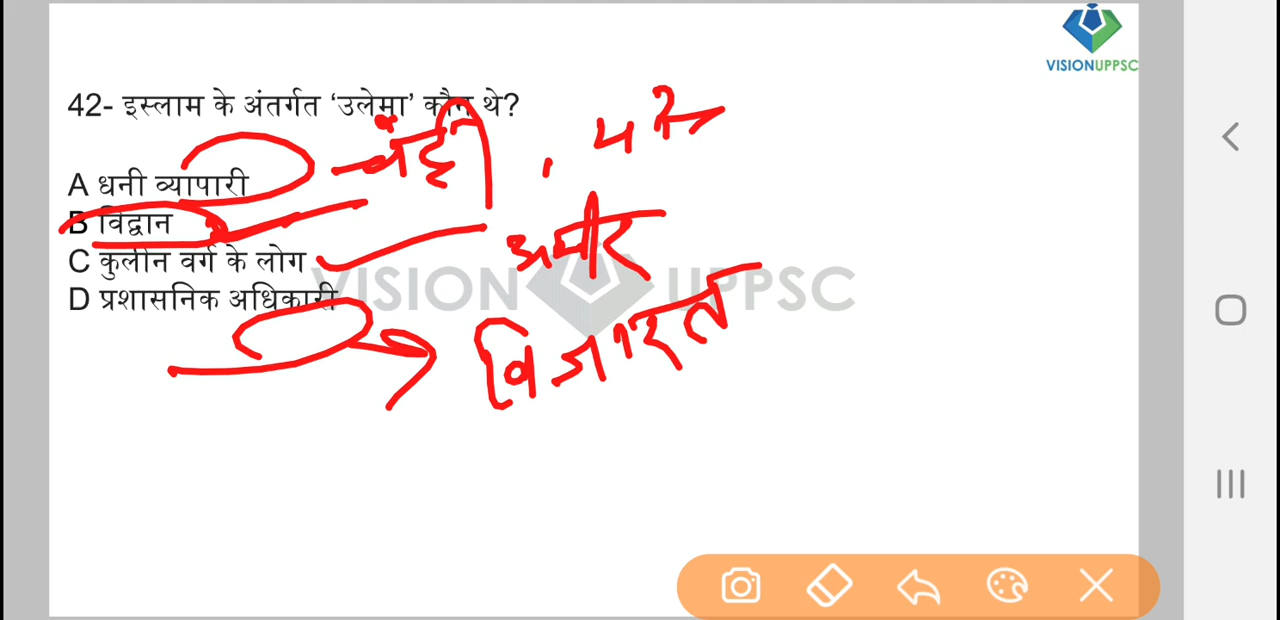 VISIONUPPSC
42- इस्लाम के अंतर्गत ‘उलेमा’ कौन थे?
A धनी व्यापारी
B विद्वान
C कुलीन वर्ग के लोग
अमीर
VISION UPPSC
D प्रशासनिक अधिकारी
विजारत